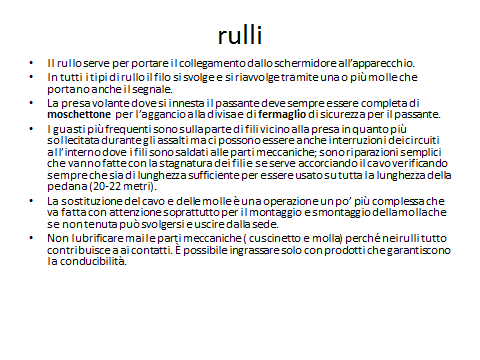 rulli
• Il rullo serve per portare il collegamento dallo schermidore all'apparecchio.
• In tutti i tipi di rullo il filo si svolge e si riavvolge tramite una o più molle che
portano anche il segnale.
• La presa volante dove si innesta il passante deve sempre essere completa di
moschettone per l'aggancio alla divisa e di fermaglio di sicurezza per il passante.
• I guasti più frequenti sono sulla parte di fili vicino alla presa in quanto più
sollecitata durante gli assalti ma ci possono essere anche interruzioni dei circuiti
all'interno dove i fili sono saldati alle parti meccaniche; sono riparazioni semplici
che vanno fatte con la stagnatura dei fili e se serve accorciando il cavo verificando
sempre che sia di lunghezza sufficiente per essere usato su tutta la lunghezza della
pedana (20-22 metri).
• La sostituzione del cavo e delle molle è una operazione un po' più complessa che
va fatta con attenzione soprattutto per il montaggio e smontaggio della molla che
se non tenuta può svolgersi e uscire dalla sede.
• Non lubrificare mai le parti meccaniche ( cuscinetto e molla) perché nei rulli tutto
contribuisce a ai contatti. È possibile ingrassare solo con prodotti che garantiscono
la conducibilità.